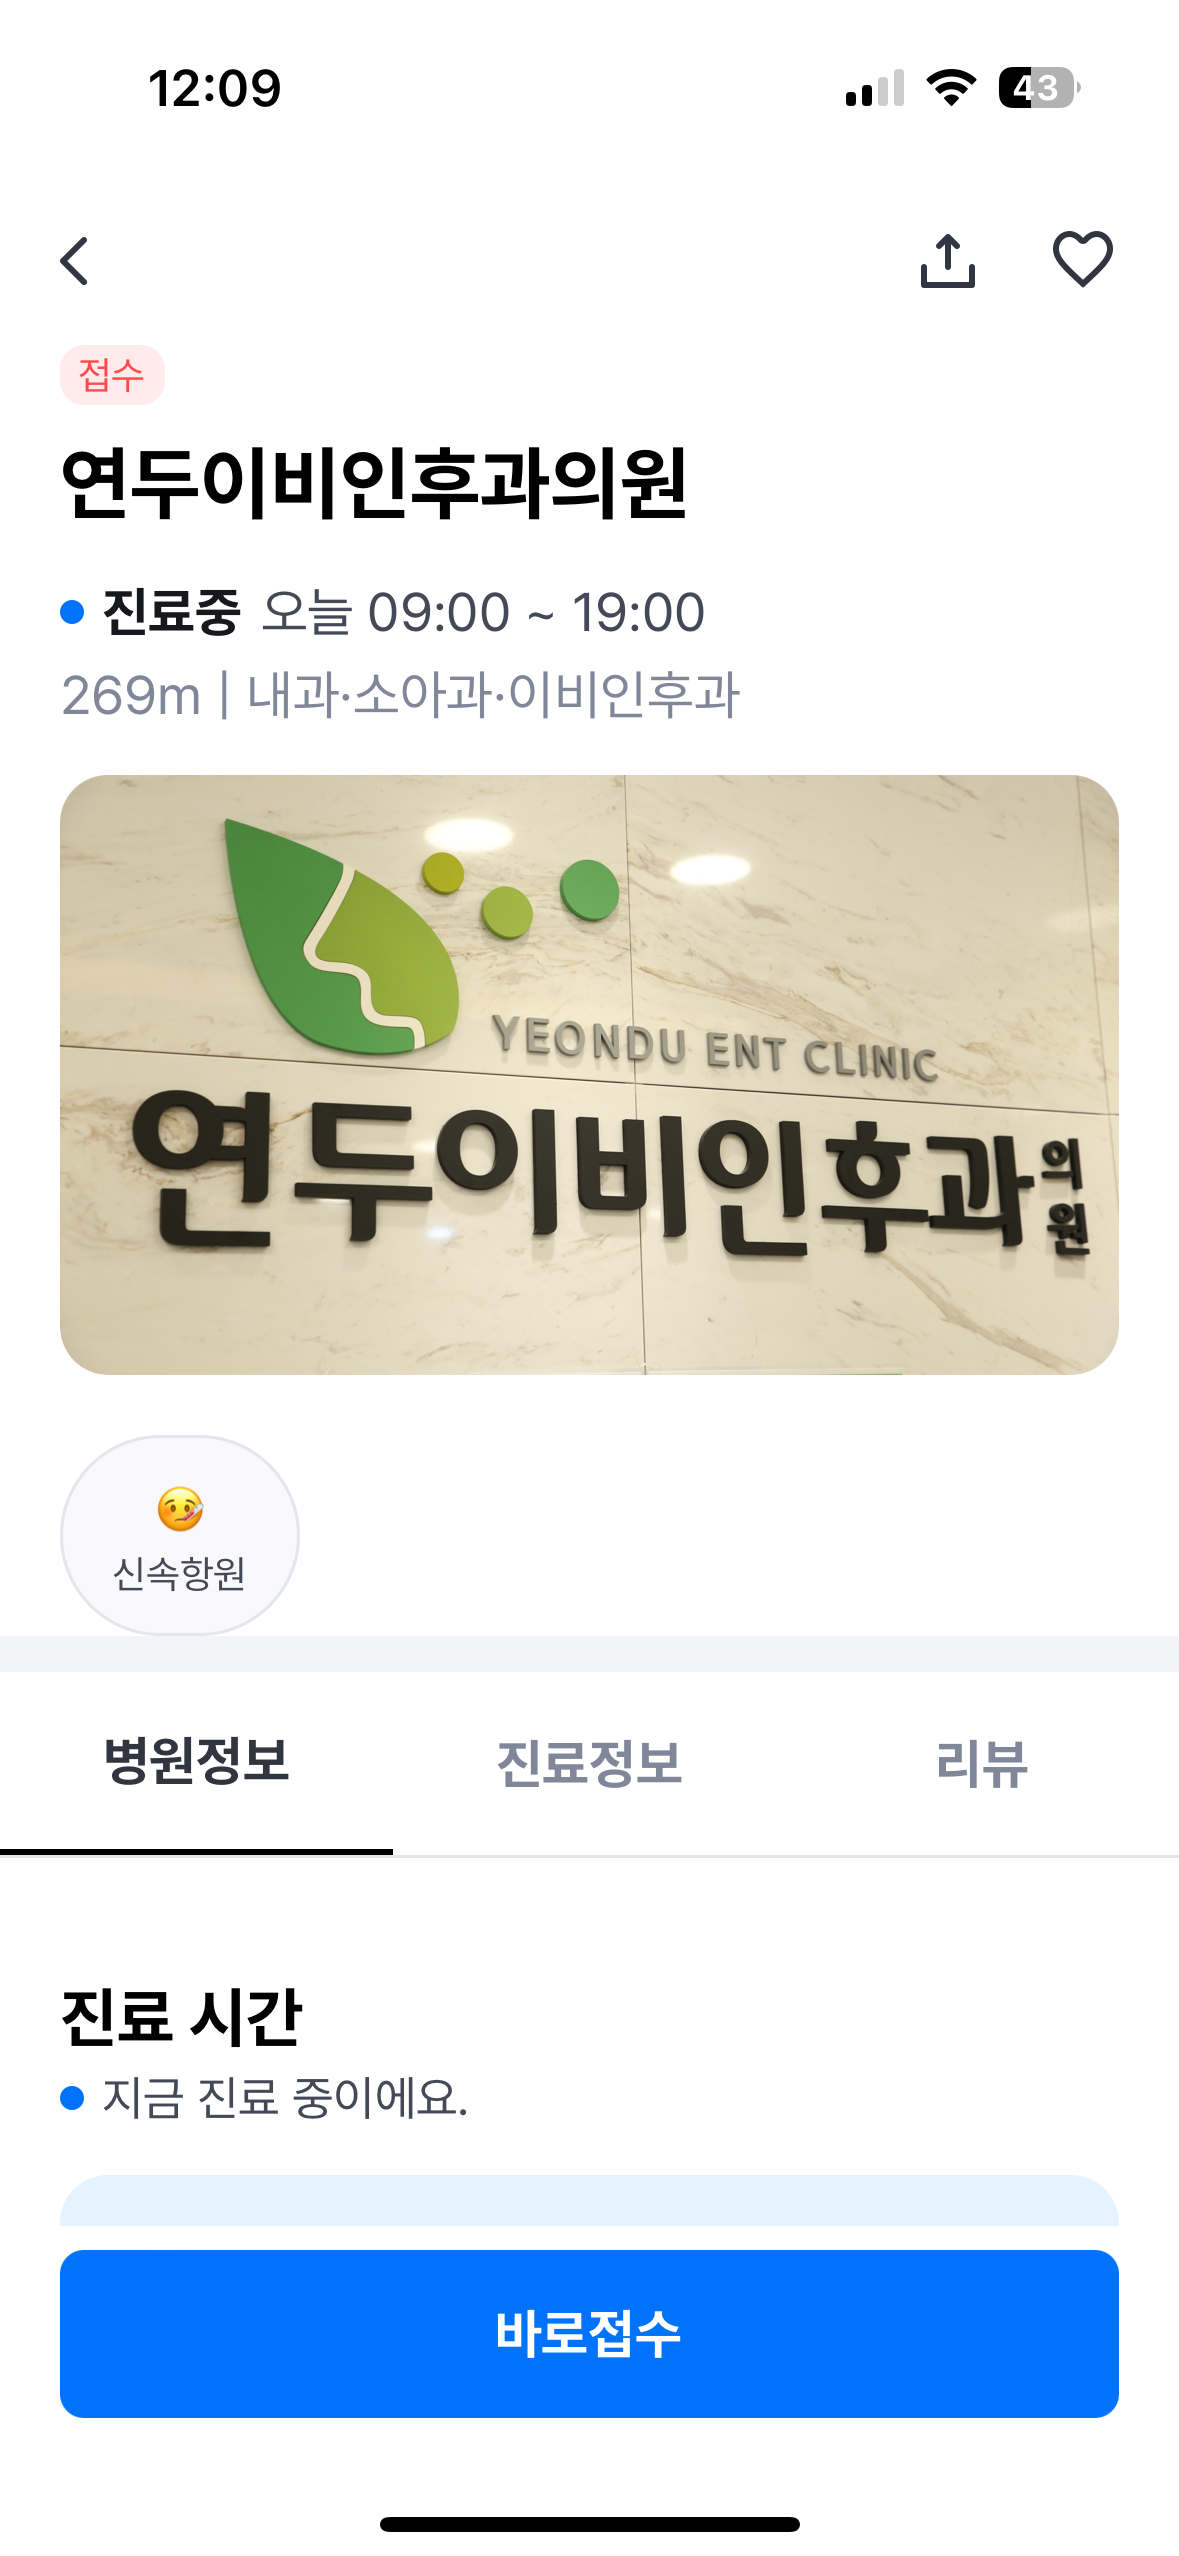 12:09
43
접수
연두이비인후과의원
진료중 오늘 09:00 ~ 19:00
269m | 내과·소아과·이비인후과
YEONDU ENT CLINIC
연두이비인후과의원
신속항원
병원정보 진료정보 리뷰
진료 시간
지금 진료 중이에요.
바로접수